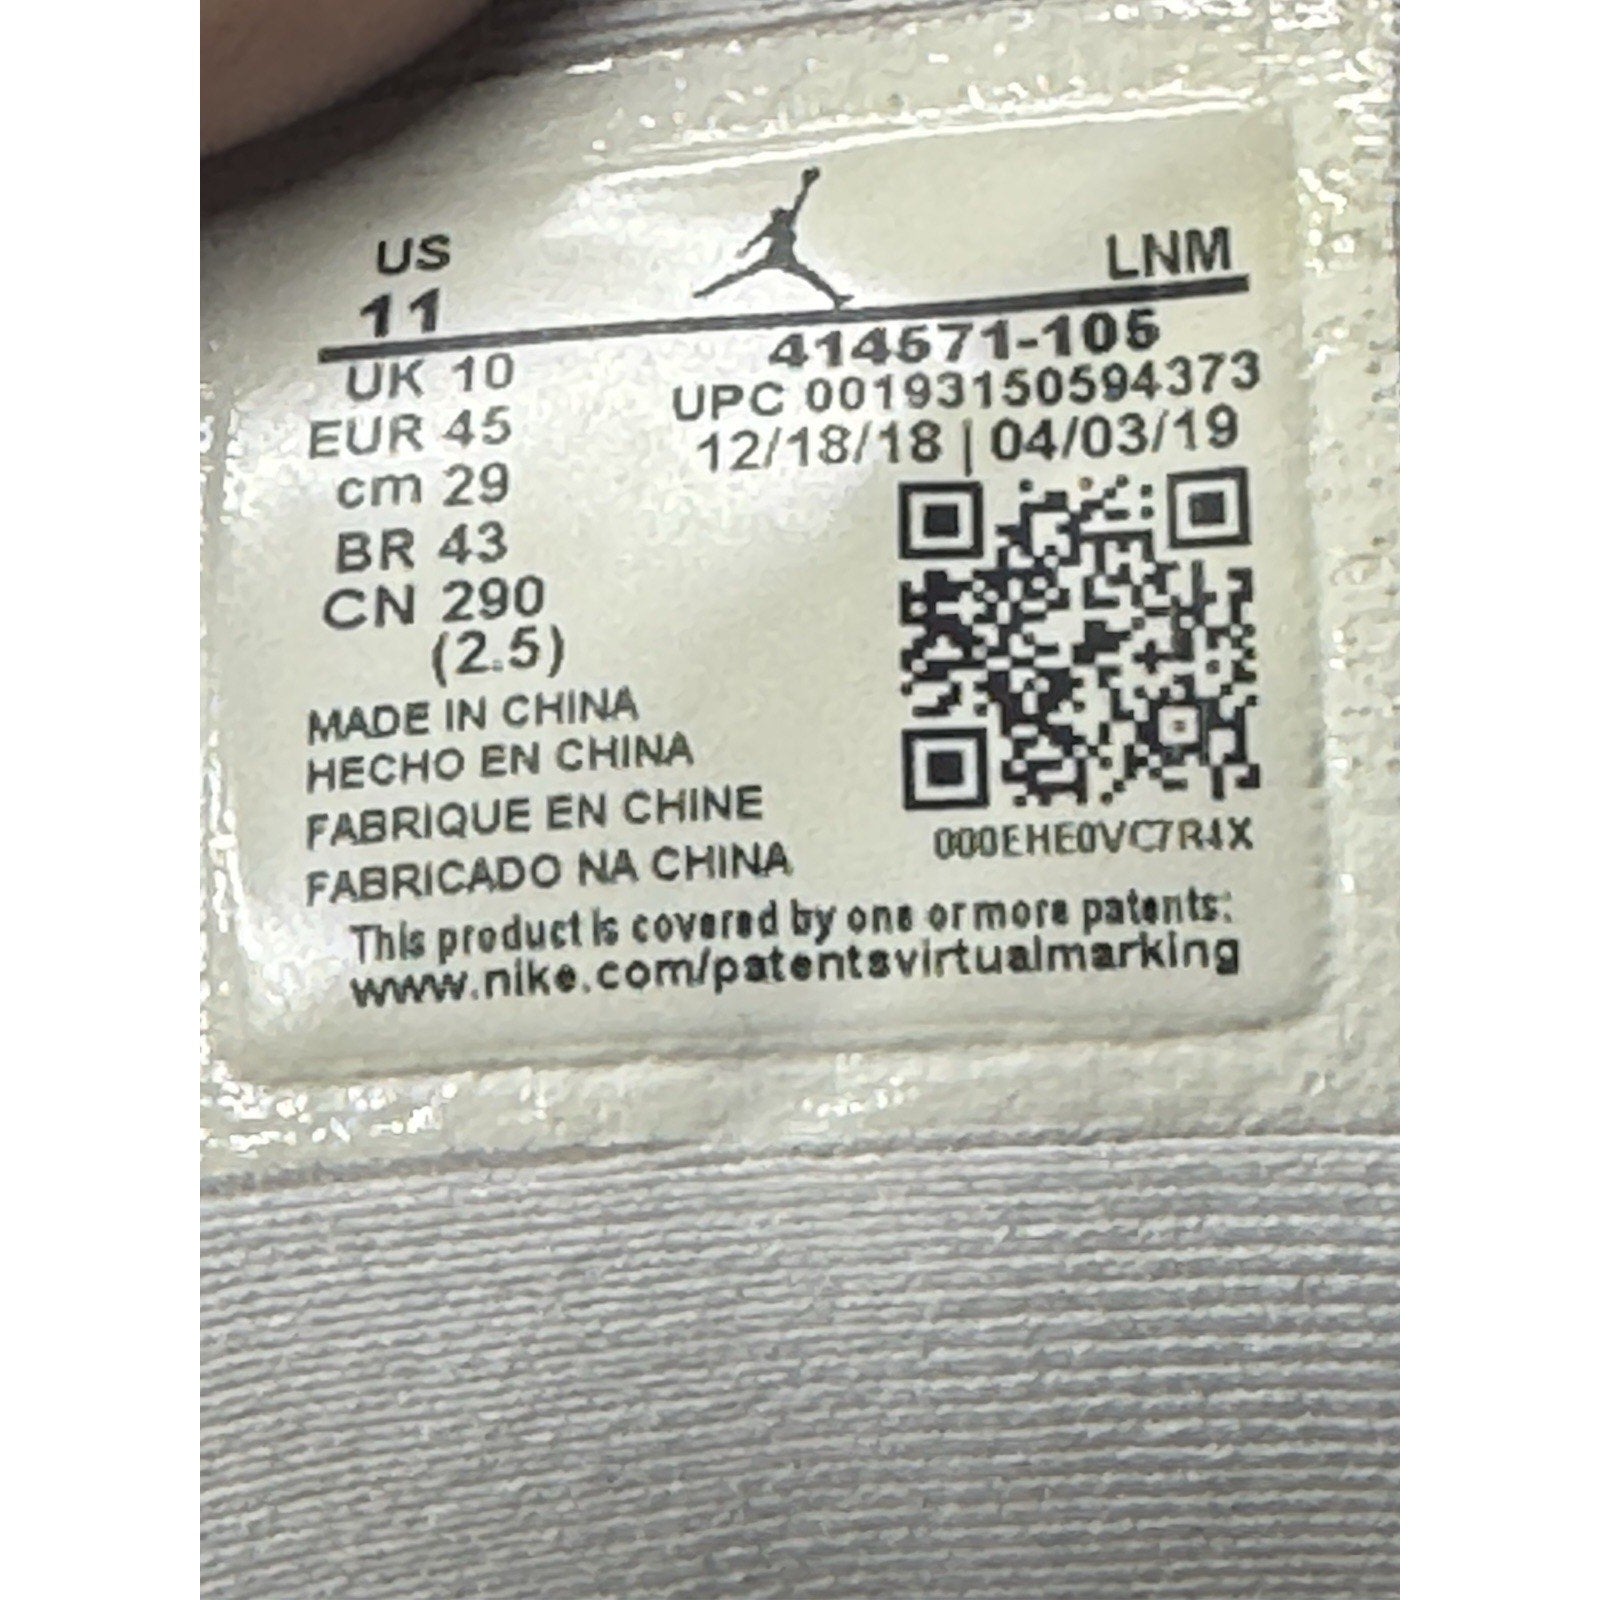 US
11
LNM
UK 10
EUR 45
cm 29
BR 43
CN 290
(2.5)
414571-105
UPC 00193150594373
12/18/18 | 04/03/19
MADE IN CHINA
HECHO EN CHINA
FABRIQUE EN CHINE
FABRICADO NA CHINA
000EHE0VC7R4X
This product is covered by one or more patents:
www.nike.com/patentsvirtualmarking